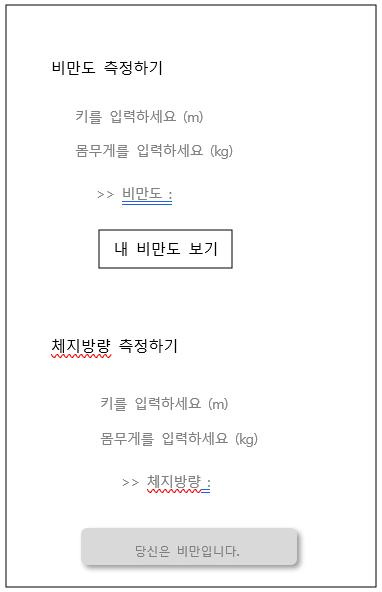 비만도 측정하기
키를 입력하세요 (m)
몸무게를 입력하세요 (kg)
>> 비만도 :
내 비만도 보기
체지방량 측정하기
키를 입력하세요 (m)
몸무게를 입력하세요 (kg)
>> 체지방량 :
당신은 비만입니다.